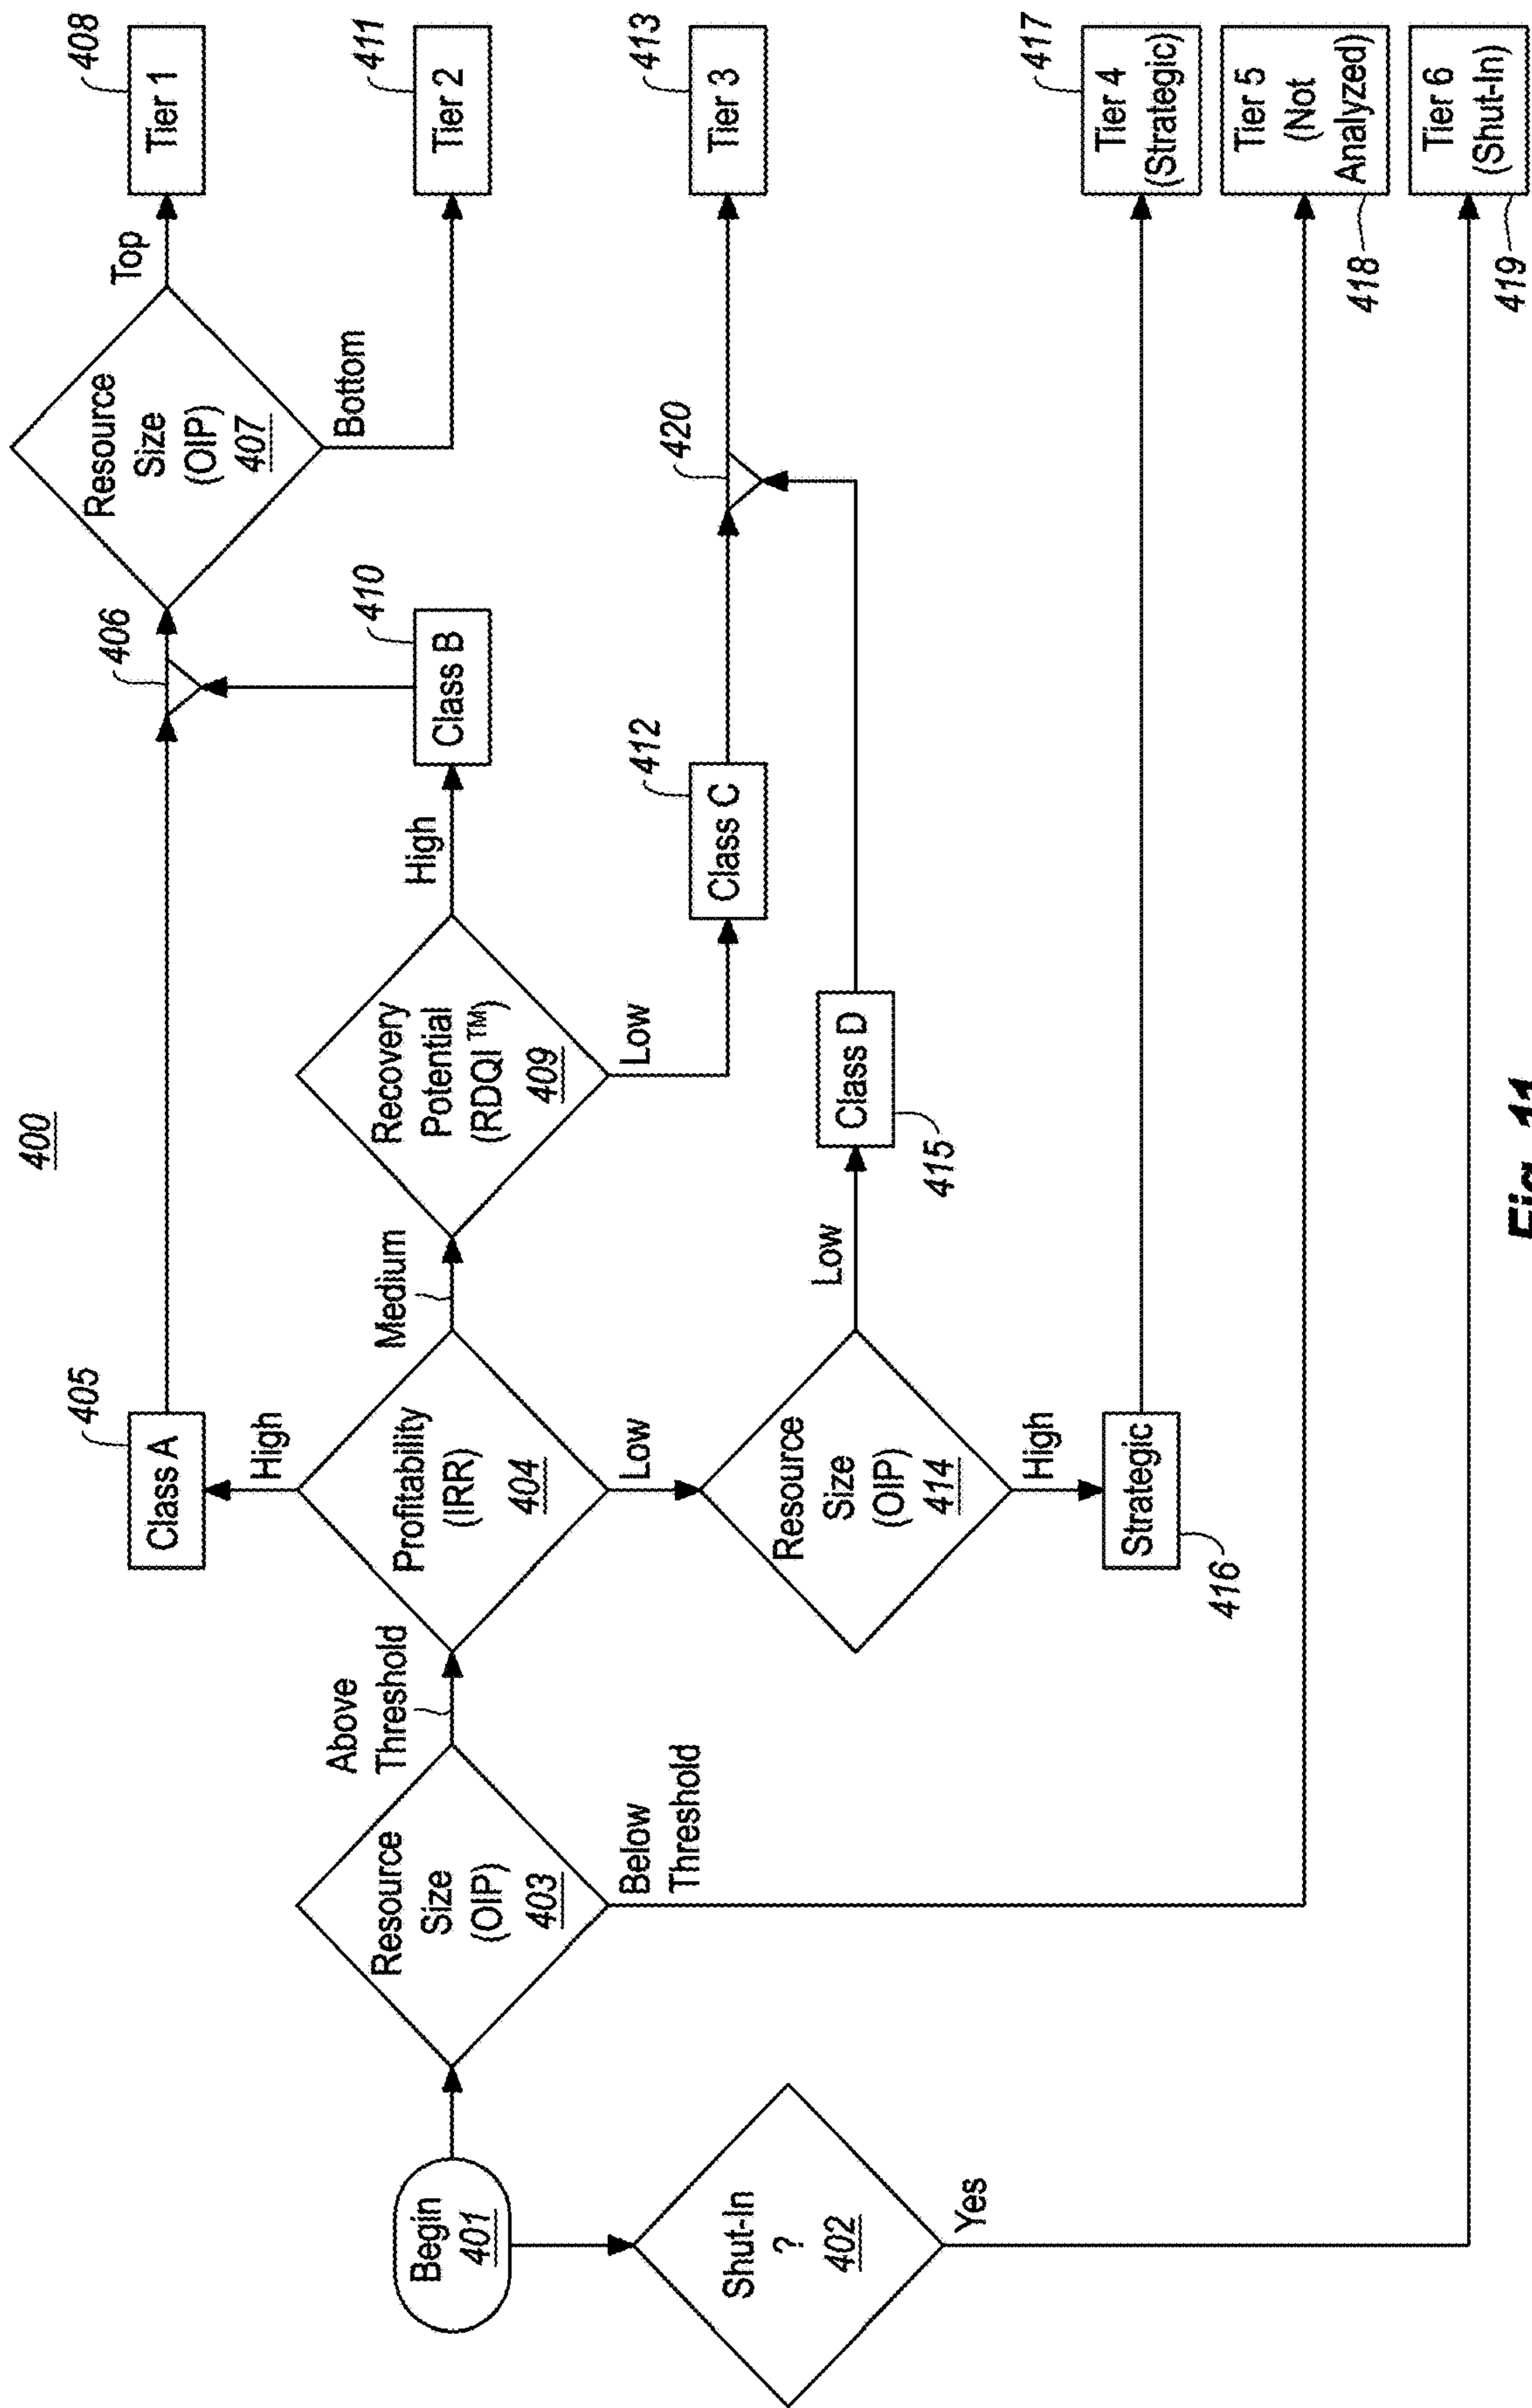 400
Begin
401
Shut-In
?
402
Yes
Resource
Size
(OIP)
403
Above
Threshold
Below
Threshold
Profitability
(IRR)
404
High
Medium
Low
Class A
405
Resource
Size
(OIP)
414
High
Low
Strategic
416
Class D
415
Recovery
Potential
(RDQI™)
409
High
Low
Class C
412
Class B
410
406
420
Resource
Size
(OIP)
407
Top
Bottom
Tier 1
408
Tier 2
411
Tier 3
413
Tier 4
(Strategic)
417
Tier 5
(Not
Analyzed)
418
Tier 6
(Shut-In)
419
Fig. 11